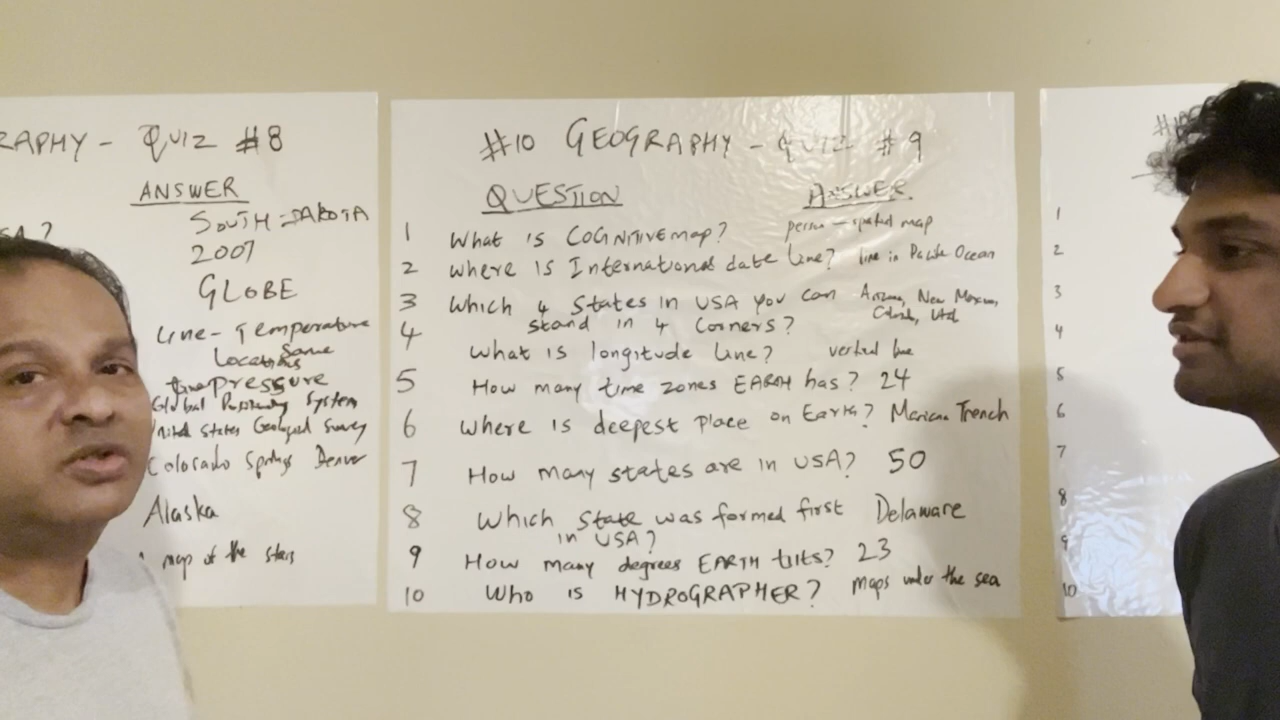 RAPHY - QUIZ #8
ANSWER
SOUTH-DAKOTA
2007
GLOBE
Line - Temperature
Locations Same
pressure
Global Positioning System
United States Geological Survey
Colorado Springs Denver
Alaska
map of the stars
#10 GEOGRAPHY - QUIZ #9
QUESTION ANSWER
1 What is COGNITIVE map? person - spatial map
2 Where is International date line? line in Pacific Ocean
3 Which 4 States in USA you can Arizona, New Mexico,
stand in 4 Corners? Colorado, Utah
4 What is longitude line? vertical line
5 How many time zones EARTH has? 24
6 Where is deepest place on Earth? Mariana Trench
7 How many states are in USA? 50
8 Which state was formed first Delaware
in USA?
9 How many degrees EARTH tilts? 23
10 Who is HYDROGRAPHER? maps under the sea
1
2
3
4
5
6
7
8
9
10